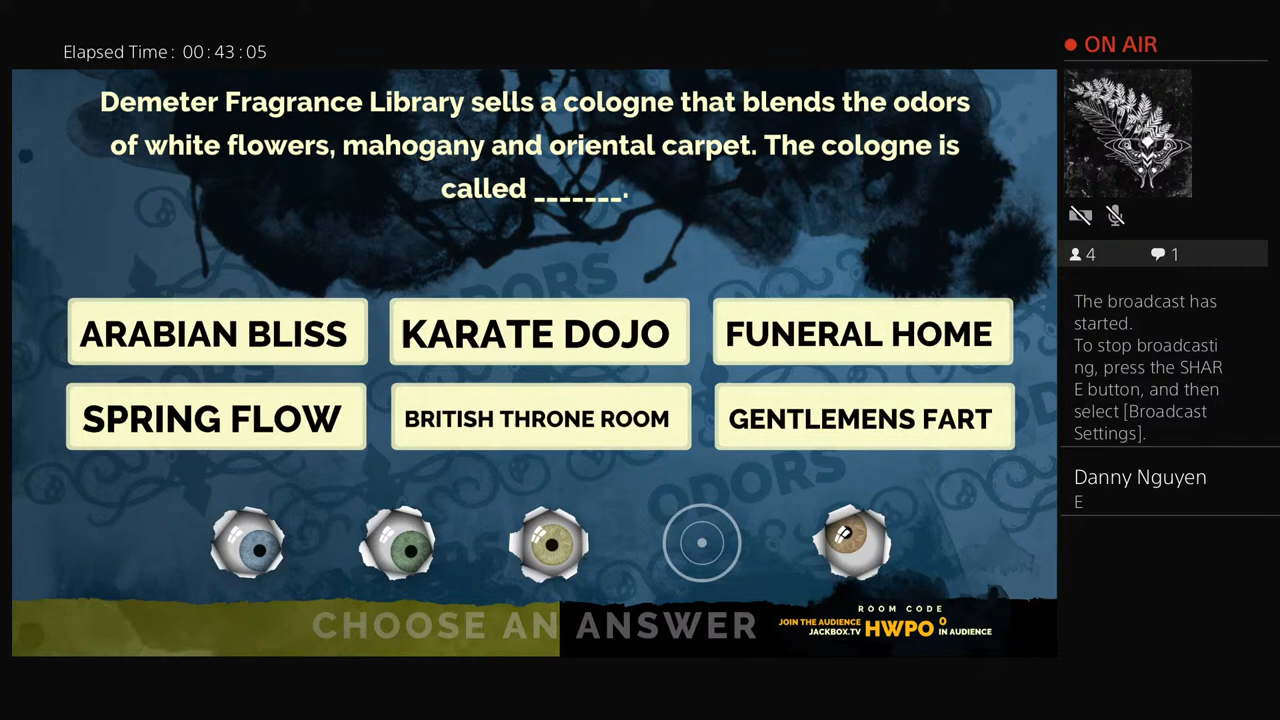 Elapsed Time: 00:43:05
ON AIR
Demeter Fragrance Library sells a cologne that blends the odors
of white flowers, mahogany and oriental carpet. The cologne is
called _______.
4
1
The broadcast has
started.
To stop broadcasti
ng, press the SHAR
E button, and then
select [Broadcast
Settings].
Danny Nguyen
E
ODORS
ARABIAN BLISS
KARATE DOJO
FUNERAL HOME
SPRING FLOW
BRITISH THRONE ROOM
GENTLEMENS FART
ODORS
CHOOSE AN ANSWER
ROOM CODE
JOIN THE AUDIENCE
JACKBOX.TV
HWPO
0
IN AUDIENCE